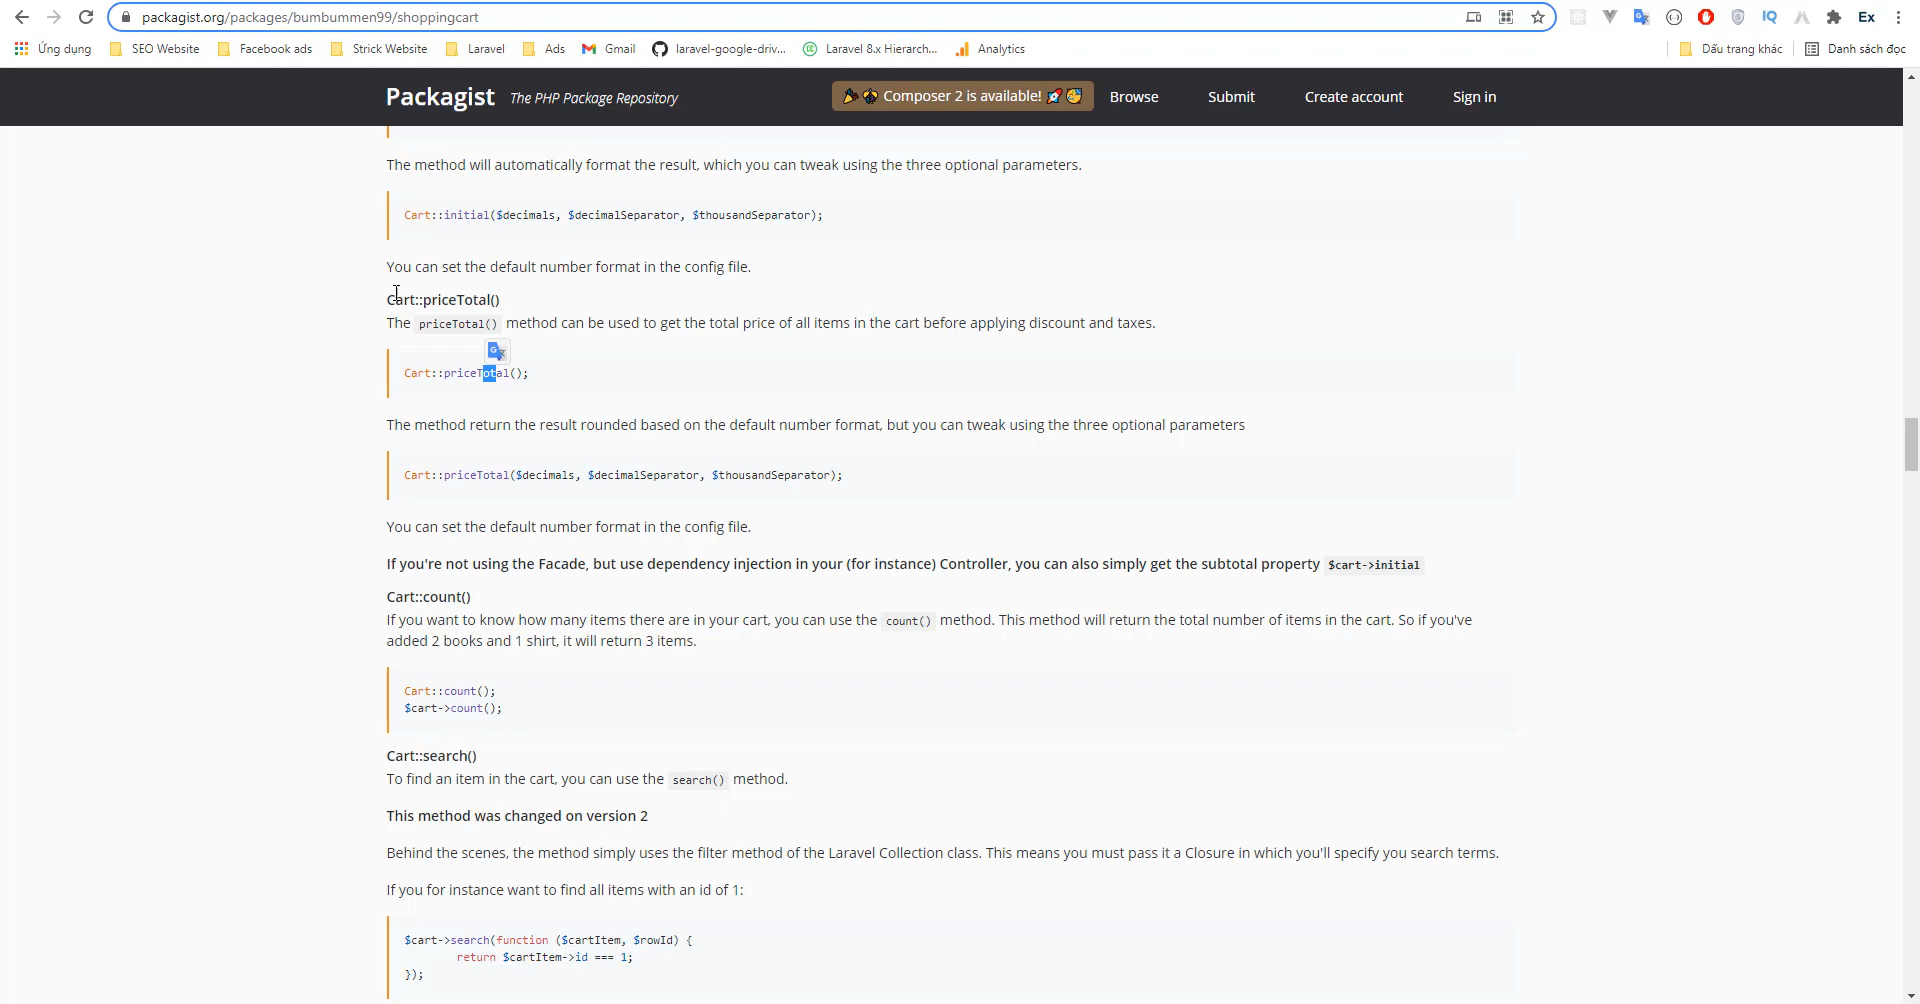 packagist.org/packages/bumbummen99/shoppingcart
Ex
Ứng dụng
SEO Website
Facebook ads
Strick Website
Laravel
Ads
Gmail
laravel-google-driv...
Laravel 8.x Hierarch...
Analytics
Dấu trang khác
Danh sách đọc
Packagist The PHP Package Repository
Composer 2 is available!
Browse
Submit
Create account
Sign in
The method will automatically format the result, which you can tweak using the three optional parameters.
Cart::initial($decimals, $decimalSeparator, $thousandSeparator);
You can set the default number format in the config file.
Cart::priceTotal()
The priceTotal() method can be used to get the total price of all items in the cart before applying discount and taxes.
Cart::priceTotal();
The method return the result rounded based on the default number format, but you can tweak using the three optional parameters
Cart::priceTotal($decimals, $decimalSeparator, $thousandSeparator);
You can set the default number format in the config file.
If you're not using the Facade, but use dependency injection in your (for instance) Controller, you can also simply get the subtotal property $cart->initial
Cart::count()
If you want to know how many items there are in your cart, you can use the count() method. This method will return the total number of items in the cart. So if you've
added 2 books and 1 shirt, it will return 3 items.
Cart::count();
$cart->count();
Cart::search()
To find an item in the cart, you can use the search() method.
This method was changed on version 2
Behind the scenes, the method simply uses the filter method of the Laravel Collection class. This means you must pass it a Closure in which you'll specify you search terms.
If you for instance want to find all items with an id of 1:
$cart->search(function ($cartItem, $rowId) {
return $cartItem->id === 1;
});